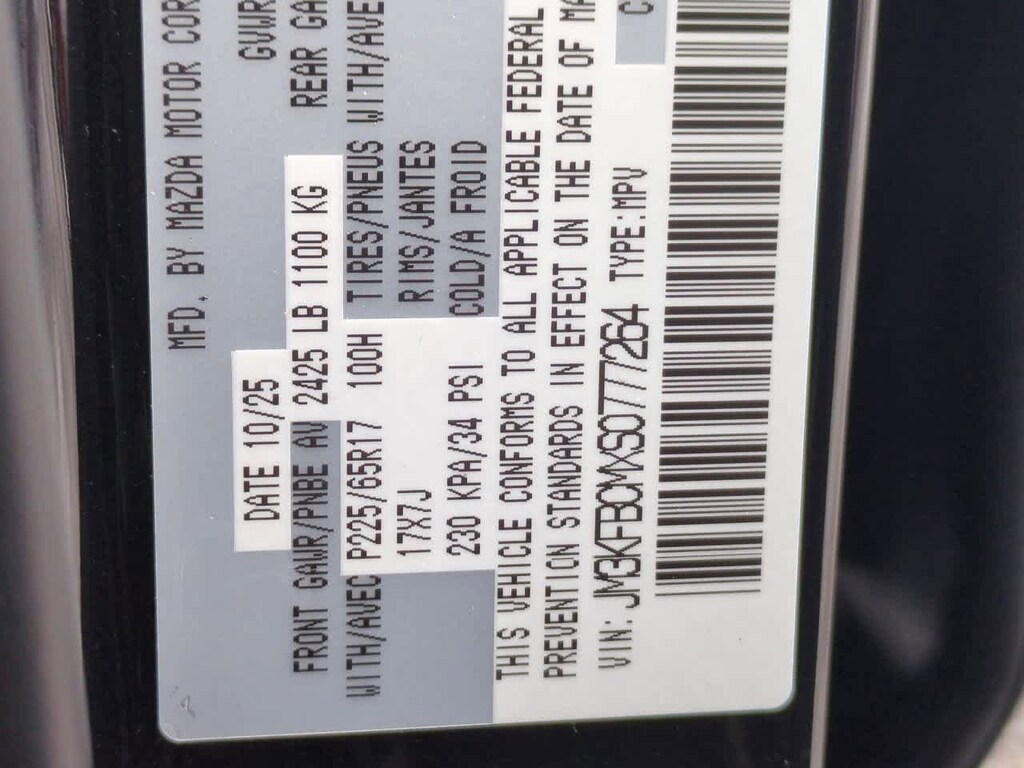 MFD. BY MAZDA MOTOR COR
DATE 10/25 GWWR
FRONT GAWR/PNBE AV 2425 LB 1100 KG REAR GA
WITH/AVEC P225/65R17 100H TIRES/PNEUS WITH/AVE
17X7J RIMS/JANTES
230 KPA/34 PSI COLD/A FROID
THIS VEHICLE CONFORMS TO ALL APPLICABLE FEDERAL
PREVENTION STANDARDS IN EFFECT ON THE DATE OF MA
VIN: JM3KFBCMXS0777264 TYPE:MPV C